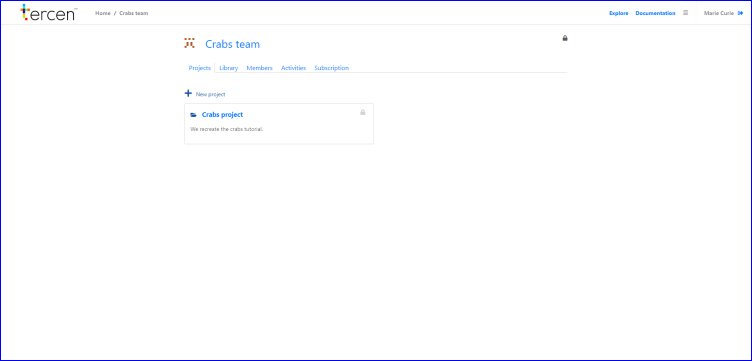 tercen™
Home / Crabs team
Explore Documentation Marie Curie
Crabs team
Projects Library Members Activities Subscription
New project
Crabs project
We recreate the crabs tutorial.